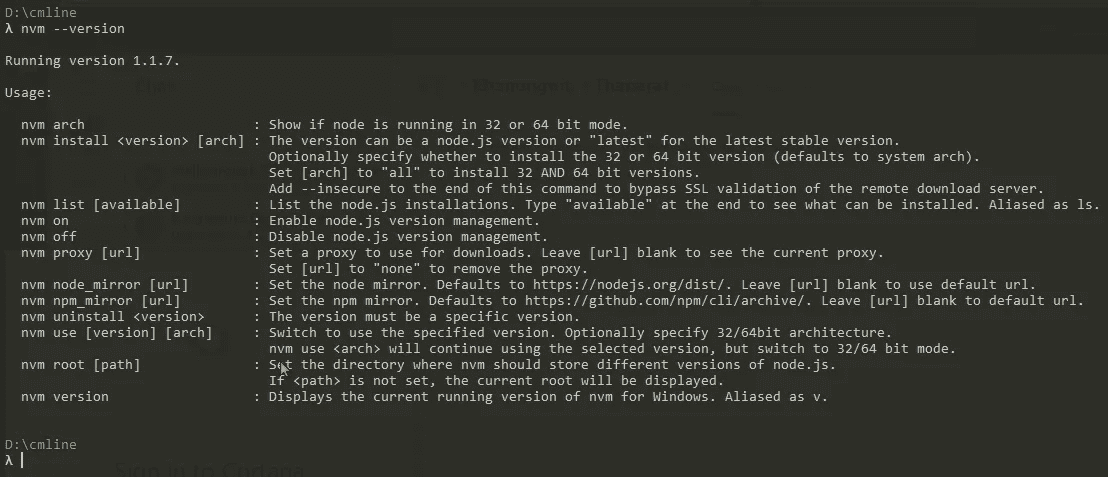 D:\cmline
λ nvm --version
Running version 1.1.7.
Usage:
nvm arch : Show if node is running in 32 or 64 bit mode.
nvm install <version> [arch] : The version can be a node.js version or "latest" for the latest stable version.
Optionally specify whether to install the 32 or 64 bit version (defaults to system arch).
Set [arch] to "all" to install 32 AND 64 bit versions.
Add --insecure to the end of this command to bypass SSL validation of the remote download server.
nvm list [available] : List the node.js installations. Type "available" at the end to see what can be installed. Aliased as ls.
nvm on : Enable node.js version management.
nvm off : Disable node.js version management.
nvm proxy [url] : Set a proxy to use for downloads. Leave [url] blank to see the current proxy.
Set [url] to "none" to remove the proxy.
nvm node_mirror [url] : Set the node mirror. Defaults to https://nodejs.org/dist/. Leave [url] blank to use default url.
nvm npm_mirror [url] : Set the npm mirror. Defaults to https://github.com/npm/cli/archive/. Leave [url] blank to default url.
nvm uninstall <version> : The version must be a specific version.
nvm use [version] [arch] : Switch to use the specified version. Optionally specify 32/64bit architecture.
nvm use <arch> will continue using the selected version, but switch to 32/64 bit mode.
nvm root [path] : Set the directory where nvm should store different versions of node.js.
If <path> is not set, the current root will be displayed.
nvm version : Displays the current running version of nvm for Windows. Aliased as v.
D:\cmline
λ
Sign in to Cortana